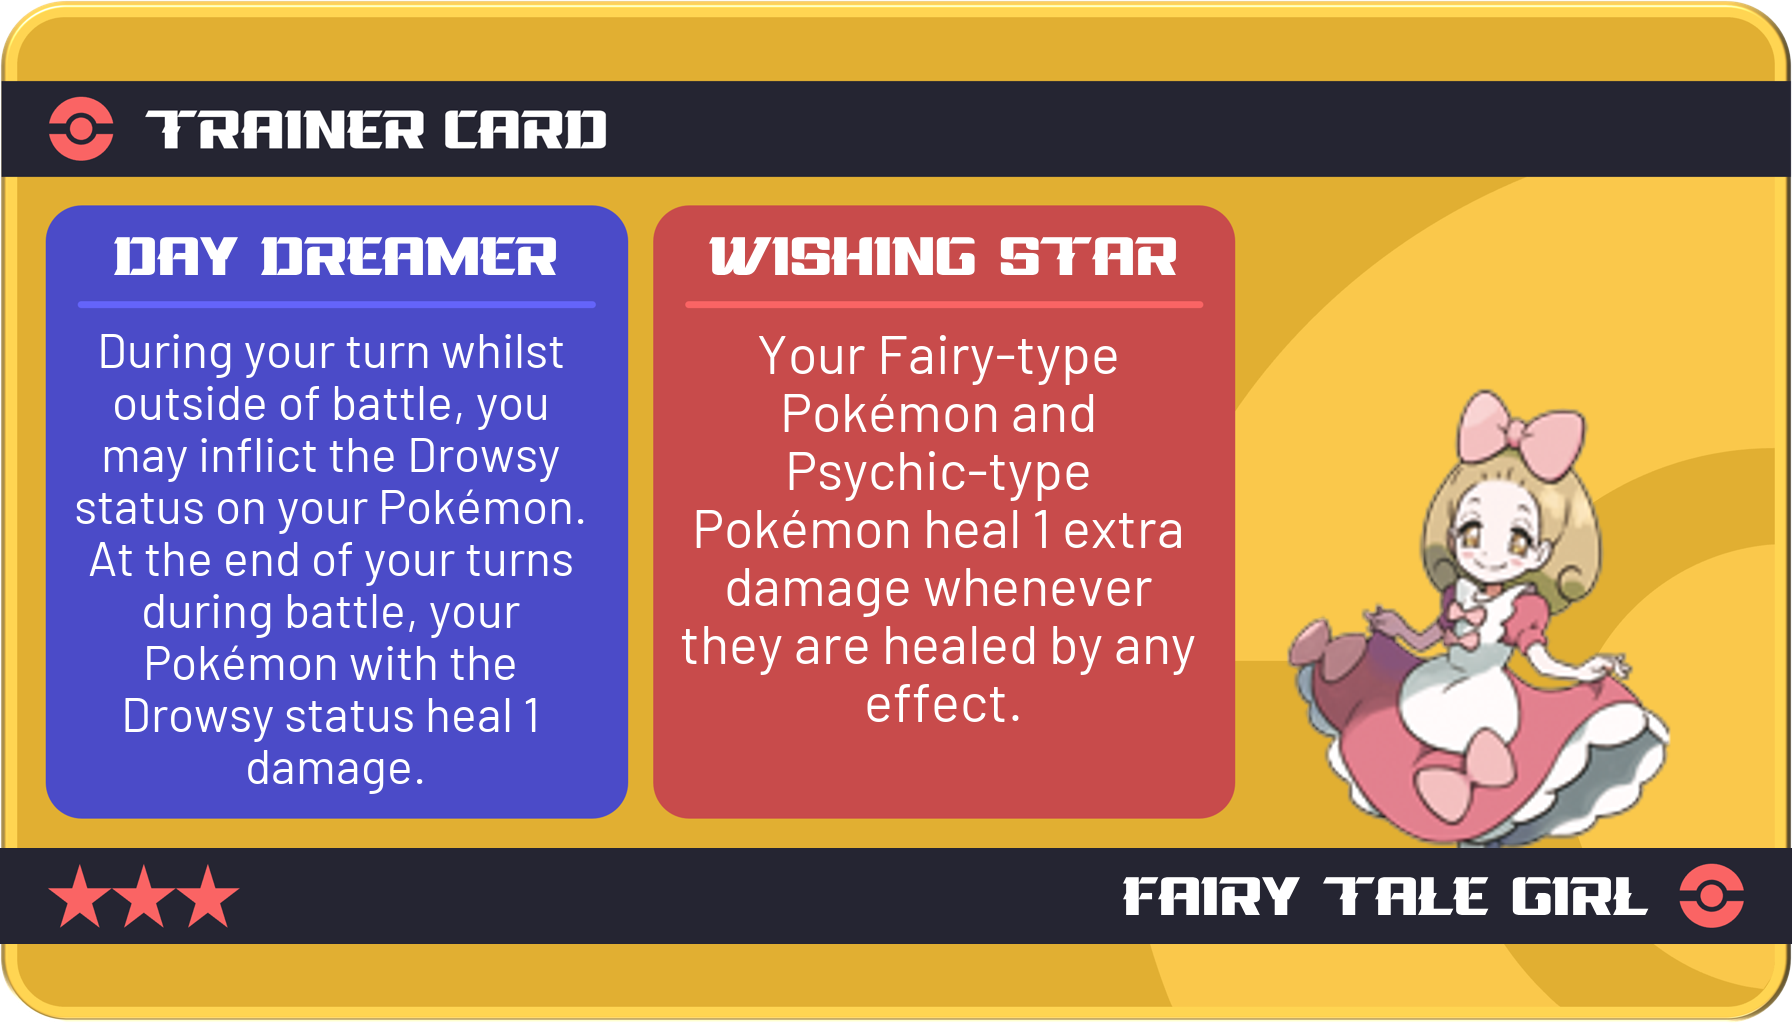 TRAINER CARD
DAY DREAMER
During your turn whilst
outside of battle, you
may inflict the Drowsy
status on your Pokémon.
At the end of your turns
during battle, your
Pokémon with the
Drowsy status heal 1
damage.
WISHING STAR
Your Fairy-type
Pokémon and
Psychic-type
Pokémon heal 1 extra
damage whenever
they are healed by any
effect.
FAIRY TALE GIRL